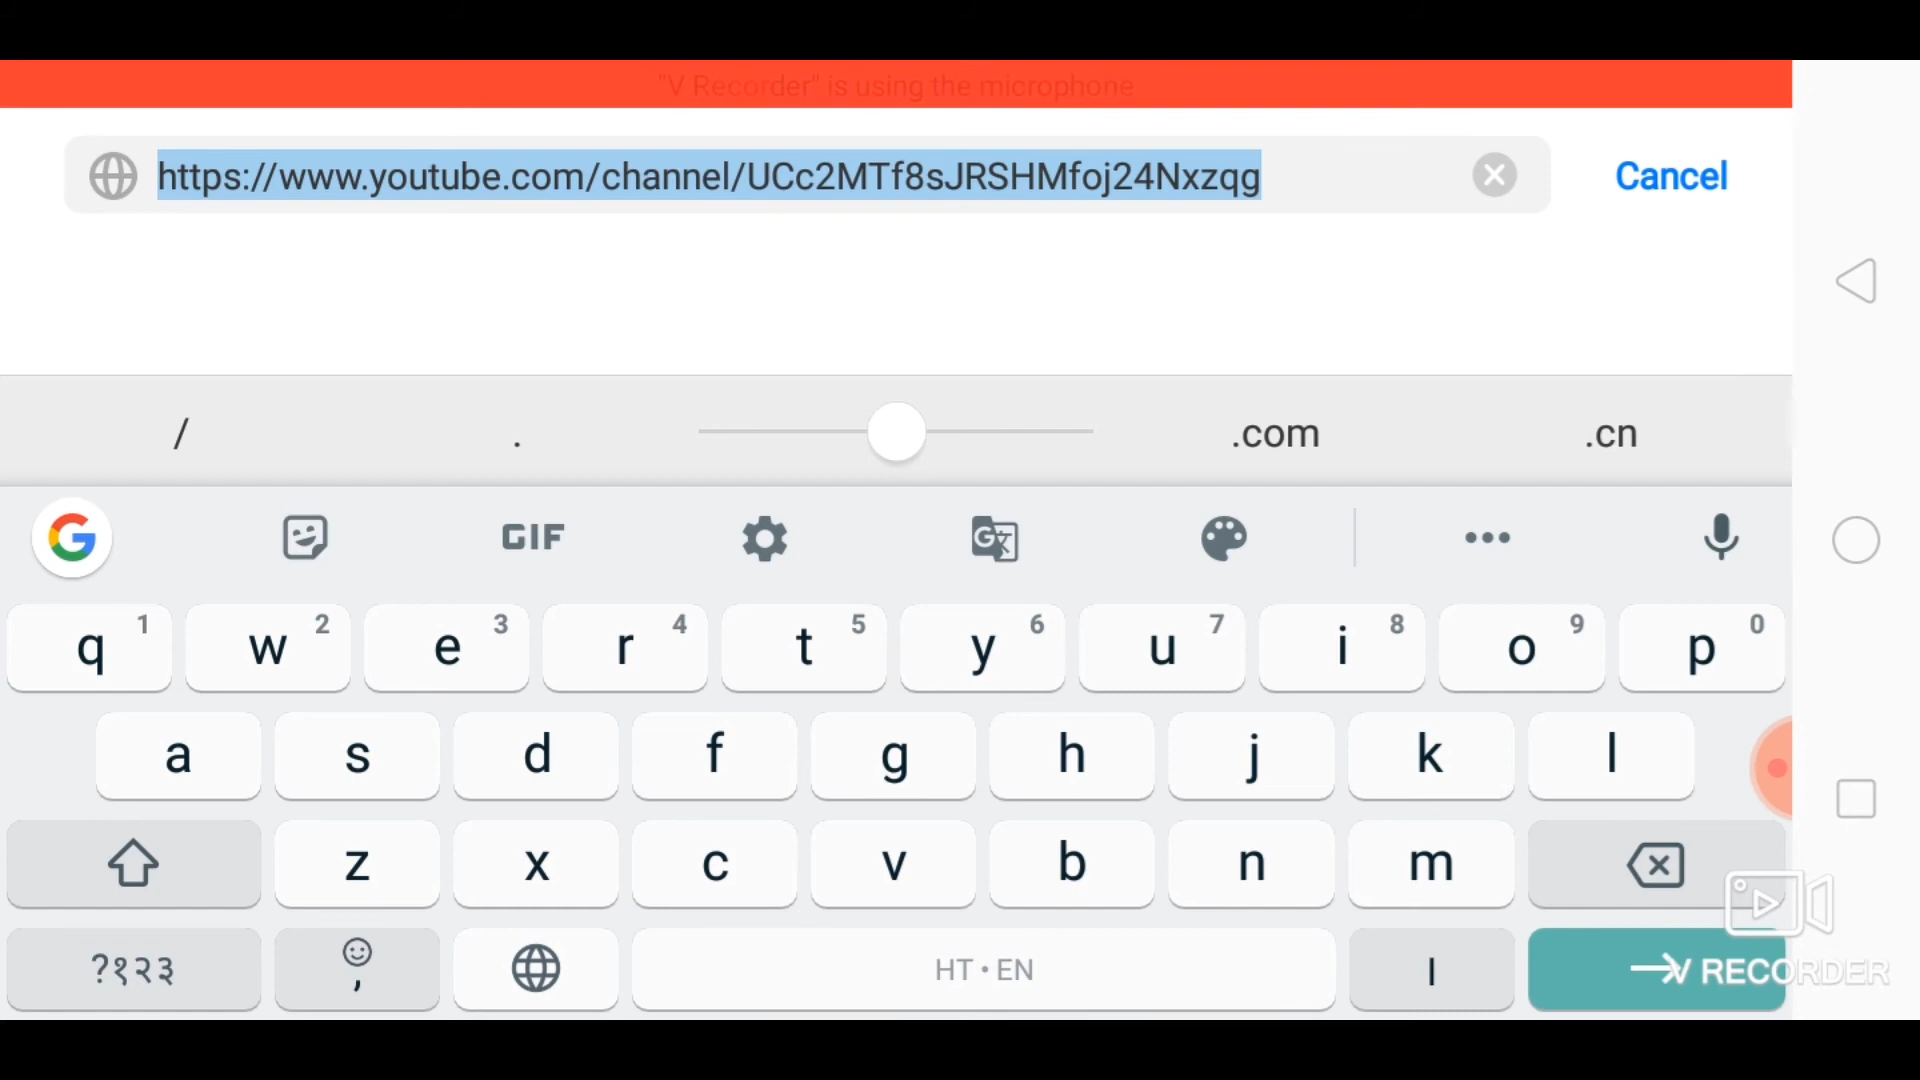 "V Recorder" is using the microphone
https://www.youtube.com/channel/UCc2MTf8sJRSHMfoj24Nxzqg
Cancel
/ . .com .cn
G GIF G
q 1 w 2 e 3 r 4 t 5 y 6 u 7 i 8 o 9 p 0
a s d f g h j k l
z x c v b n m
?१२३ , HT • EN । V RECORDER